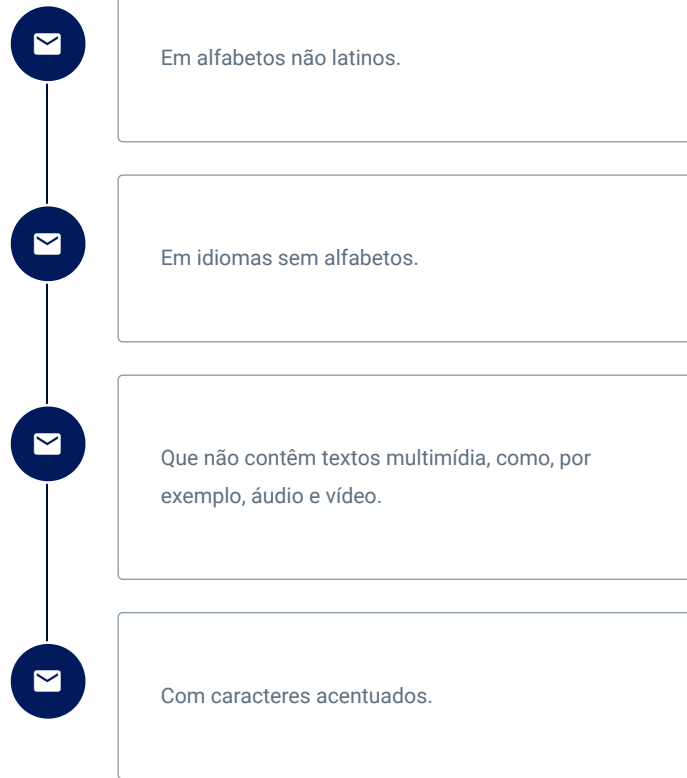 Em alfabetos não latinos.
Em idiomas sem alfabetos.
Que não contêm textos multimídia, como, por
exemplo, áudio e vídeo.
Com caracteres acentuados.